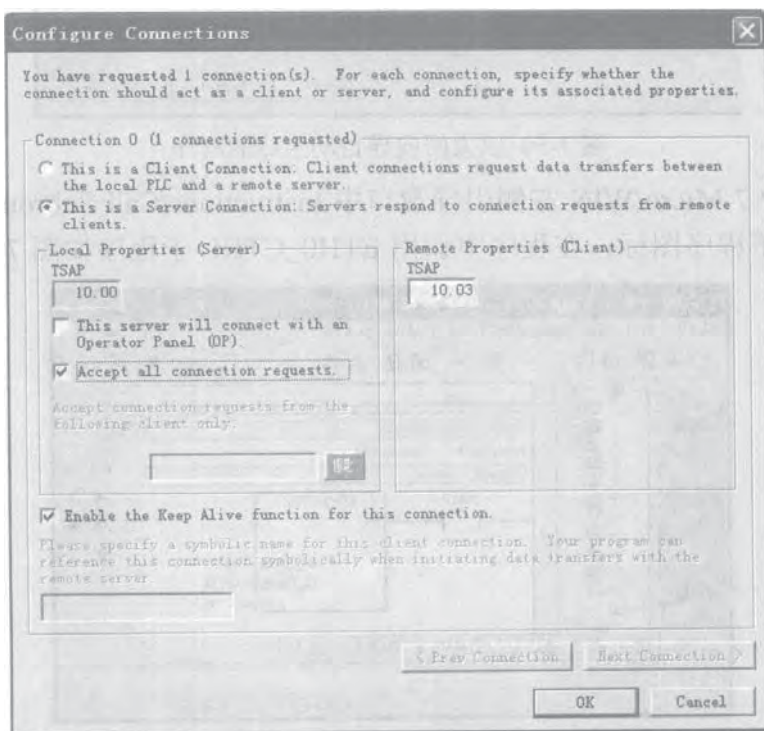 Configure Connections
You have requested 1 connection(s). For each connection, specify whether the
connection should act as a client or server, and configure its associated properties.
Connection 0 (1 connections requested)
This is a Client Connection: Client connections request data transfers between
the local PLC and a remote server.
This is a Server Connection: Servers respond to connection requests from remote
clients.
Local Properties (Server)
TSAP
10.00
This server will connect with an
Operator Panel (OP).
Accept all connection requests.
Accept connection requests from the
following client only:
Remote Properties (Client)
TSAP
10.03
Enable the Keep Alive function for this connection.
Please specify a symbolic name for this client connection. Your program can
reference this connection symbolically when initiating data transfers with the
remote server.
< Prev Connection
Next Connection >
OK
Cancel